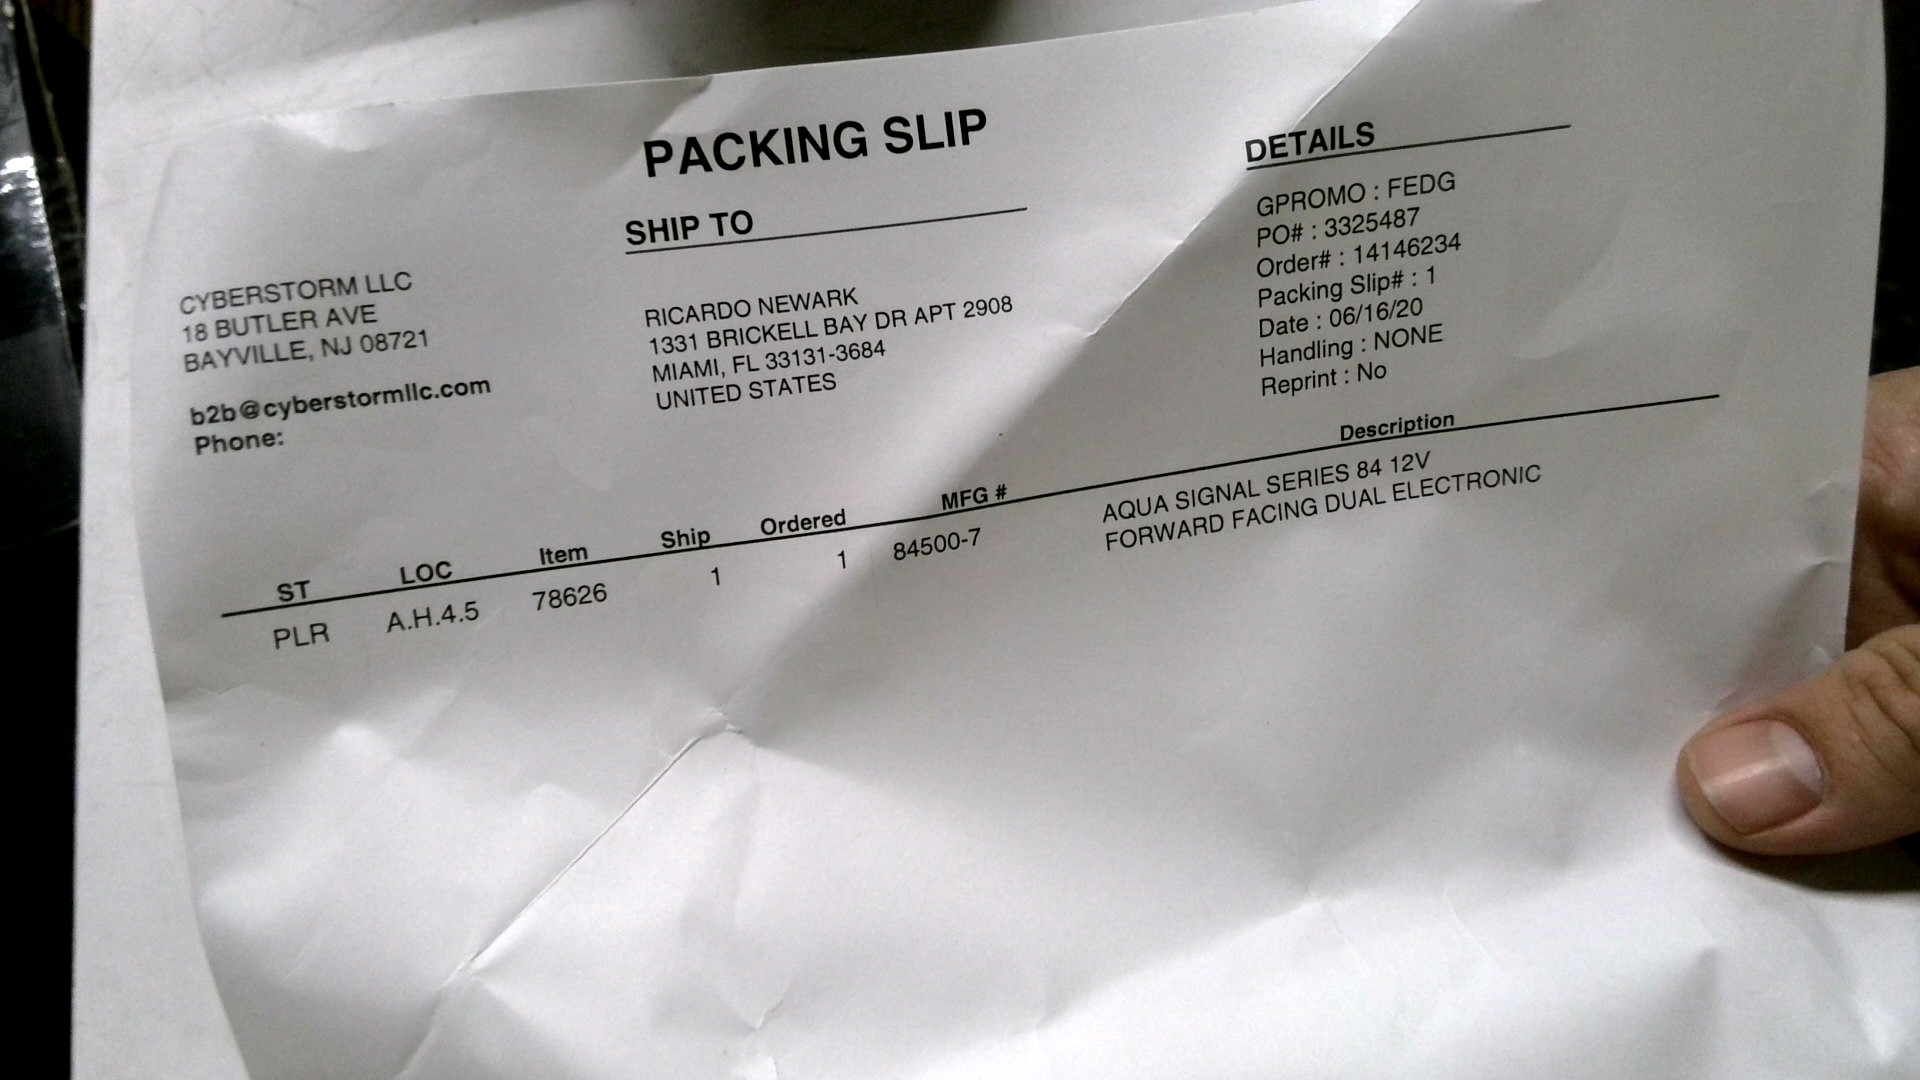 PACKING SLIP
CYBERSTORM LLC
18 BUTLER AVE
BAYVILLE, NJ 08721
b2b@cyberstormllc.com
Phone:
SHIP TO
RICARDO NEWARK
1331 BRICKELL BAY DR APT 2908
MIAMI, FL 33131-3684
UNITED STATES
DETAILS
GPROMO : FEDG
PO# : 3325487
Order# : 14146234
Packing Slip# : 1
Date : 06/16/20
Handling : NONE
Reprint : No
ST LOC Item Ship Ordered MFG # Description
PLR A.H.4.5 78626 1 1 84500-7 AQUA SIGNAL SERIES 84 12V
FORWARD FACING DUAL ELECTRONIC